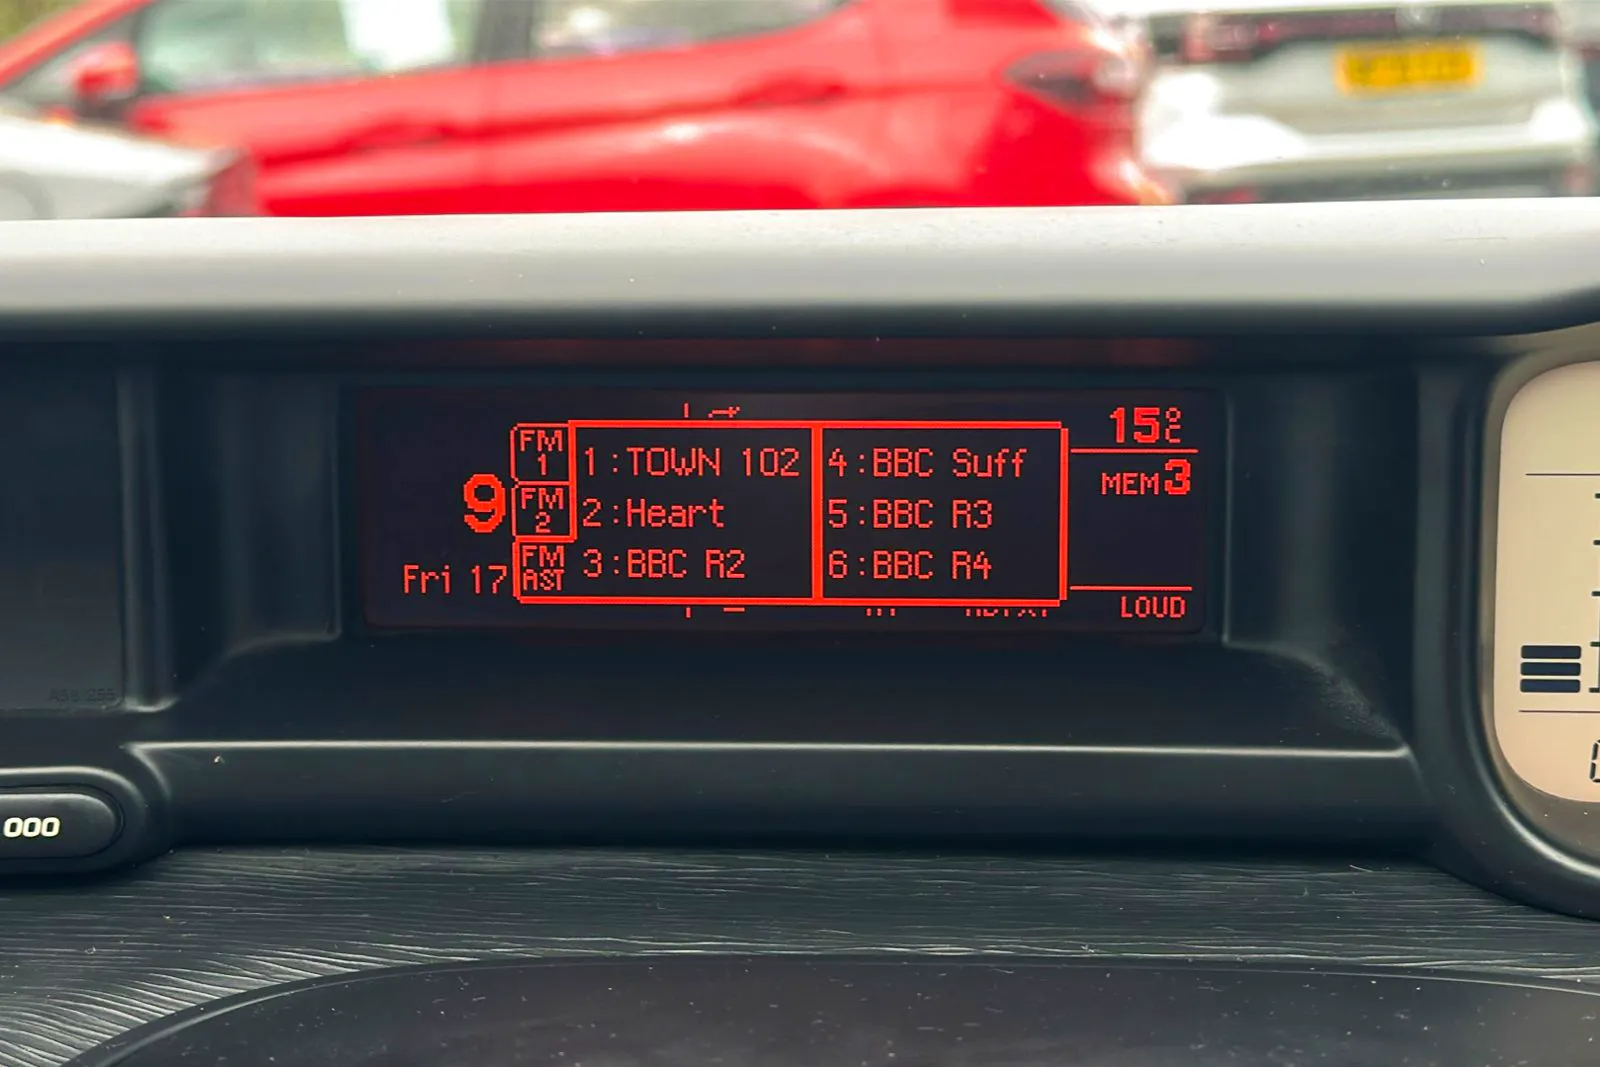 15°C
FM 1
1:TOWN 102
4:BBC Suff
MEM3
9
FM 2
2:Heart
5:BBC R3
Fri 17
FM AST
3:BBC R2
6:BBC R4
LOUD
000